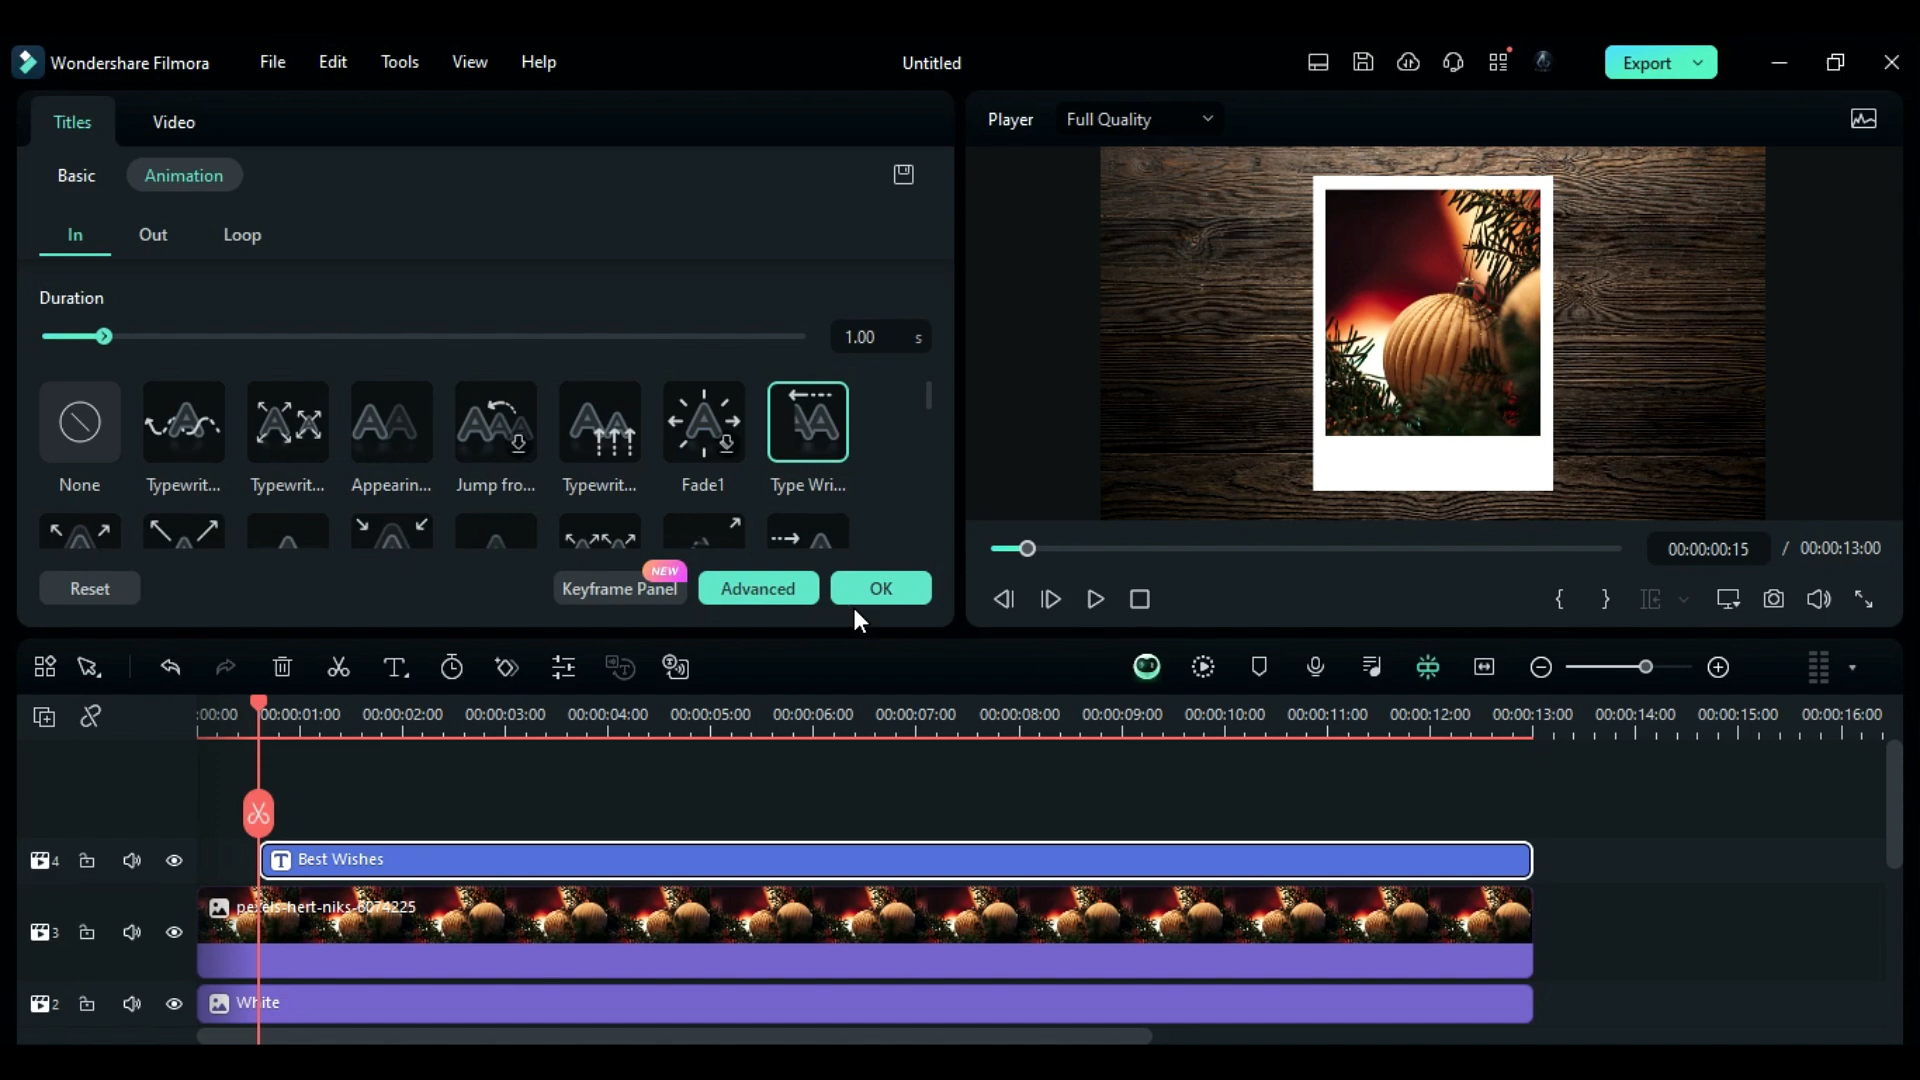 Wondershare Filmora File Edit Tools View Help Untitled Export
Titles Video
Player Full Quality
Basic Animation
In Out Loop
Duration
1.00 s
None Typewrit... Typewrit... Appearin... Jump fro... Typewrit... Fade1 Type Wri...
00:00:00:15 / 00:00:13:00
NEW
Reset Keyframe Panel Advanced OK
:00:00 00:00:01:00 00:00:02:00 00:00:03:00 00:00:04:00 00:00:05:00 00:00:06:00 00:00:07:00 00:00:08:00 00:00:09:00 00:00:10:00 00:00:11:00 00:00:12:00 00:00:13:00 00:00:14:00 00:00:15:00 00:00:16:00
4 T Best Wishes
pexels-hert-niks-6074225
3
2 White